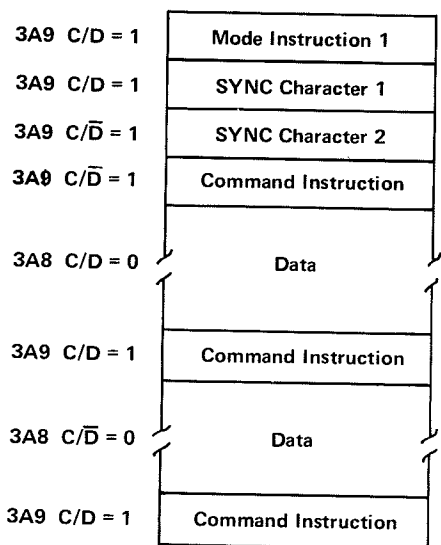 3A9 C/D = 1 Mode Instruction 1
3A9 C/D = 1 SYNC Character 1
3A9 C/D̅ = 1 SYNC Character 2
3A9 C/D̅ = 1 Command Instruction
3A8 C/D = 0 Data
3A9 C/D = 1 Command Instruction
3A8 C/D̅ = 0 Data
3A9 C/D = 1 Command Instruction